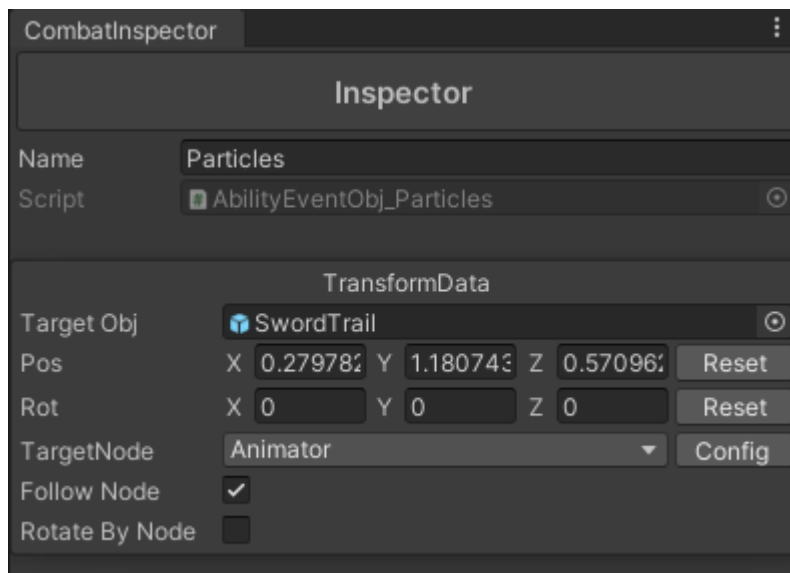 CombatInspector
Inspector
Name Particles
Script AbilityEventObj_Particles
TransformData
Target Obj SwordTrail
Pos X 0.279782 Y 1.180743 Z 0.570962 Reset
Rot X 0 Y 0 Z 0 Reset
TargetNode Animator Config
Follow Node
Rotate By Node